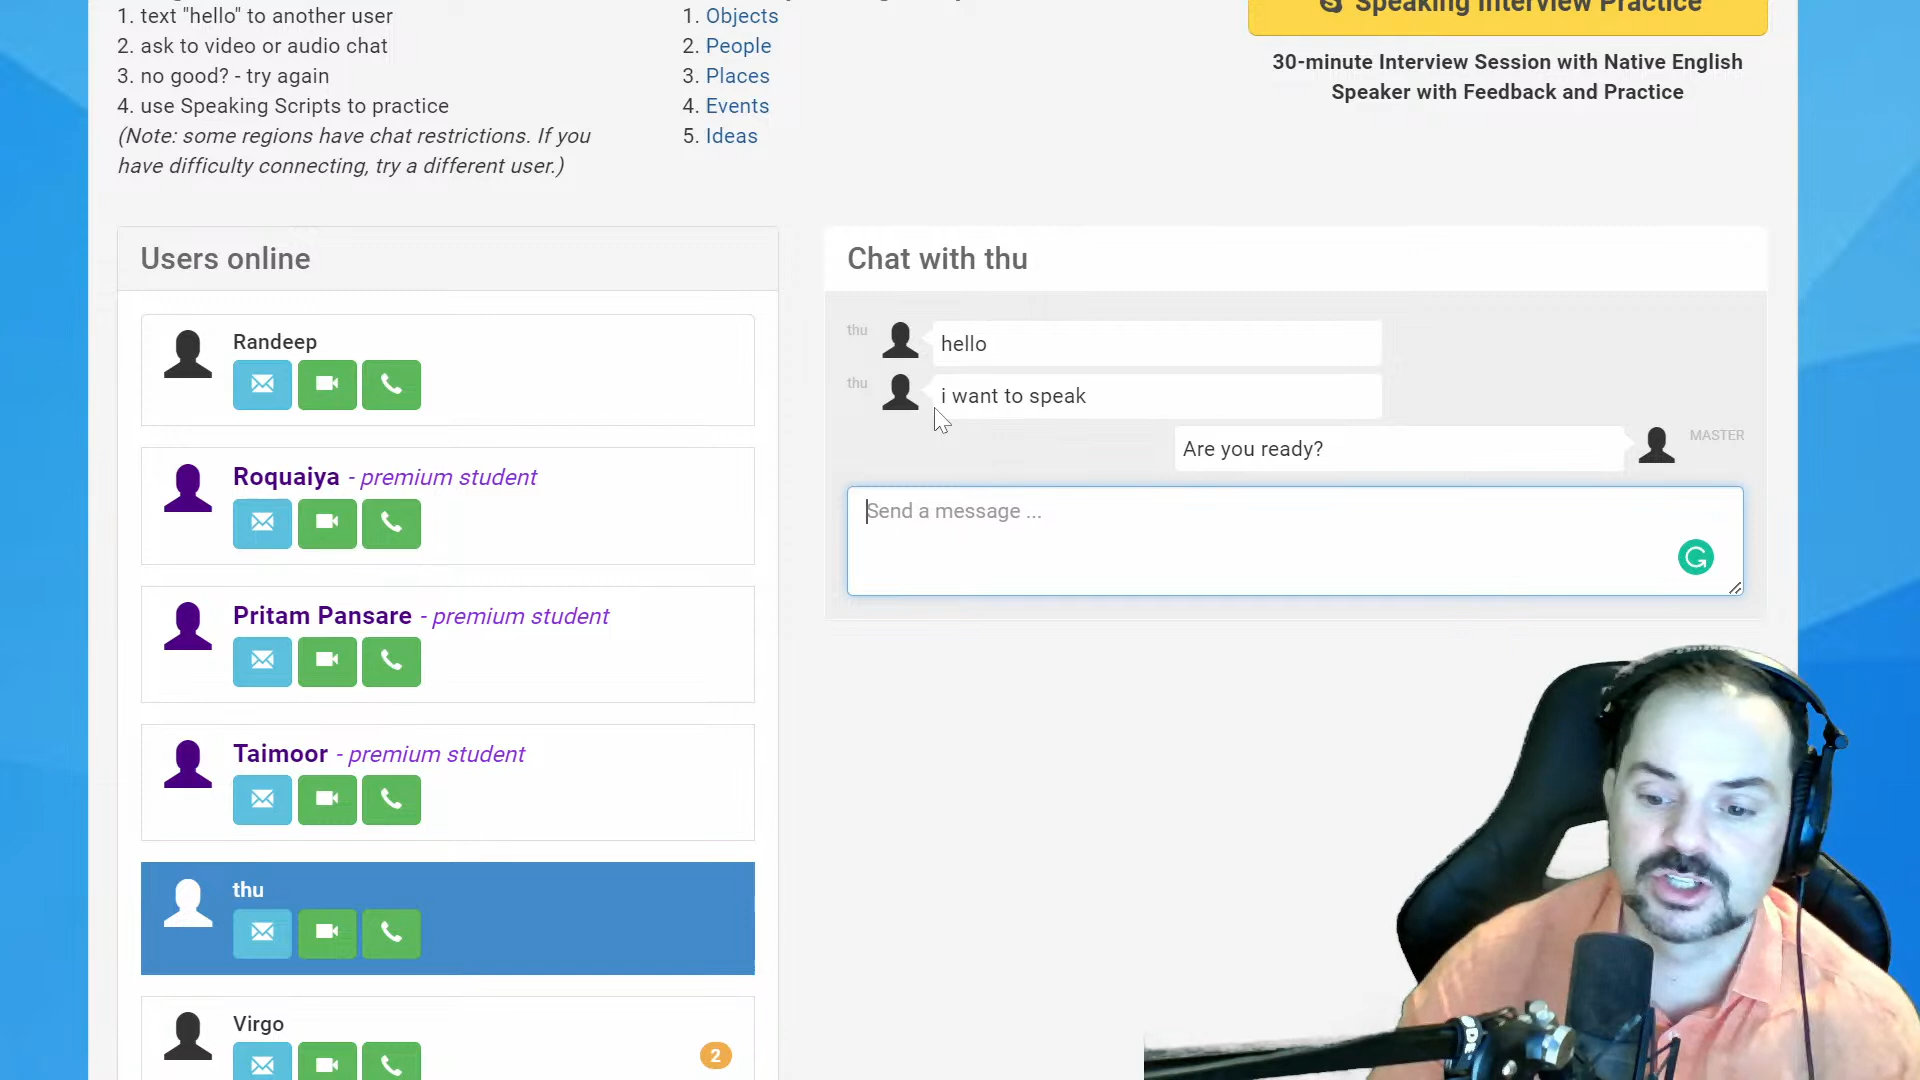 1. text "hello" to another user
2. ask to video or audio chat
3. no good? - try again
4. use Speaking Scripts to practice
(Note: some regions have chat restrictions. If you
have difficulty connecting, try a different user.)
1. Objects
2. People
3. Places
4. Events
5. Ideas
Speaking Interview Practice
30-minute Interview Session with Native English
Speaker with Feedback and Practice
Users online
Randeep
Roquaiya - premium student
Pritam Pansare - premium student
Taimoor - premium student
thu
Virgo
2
Chat with thu
thu
hello
thu
i want to speak
Are you ready?
MASTER
Send a message ...